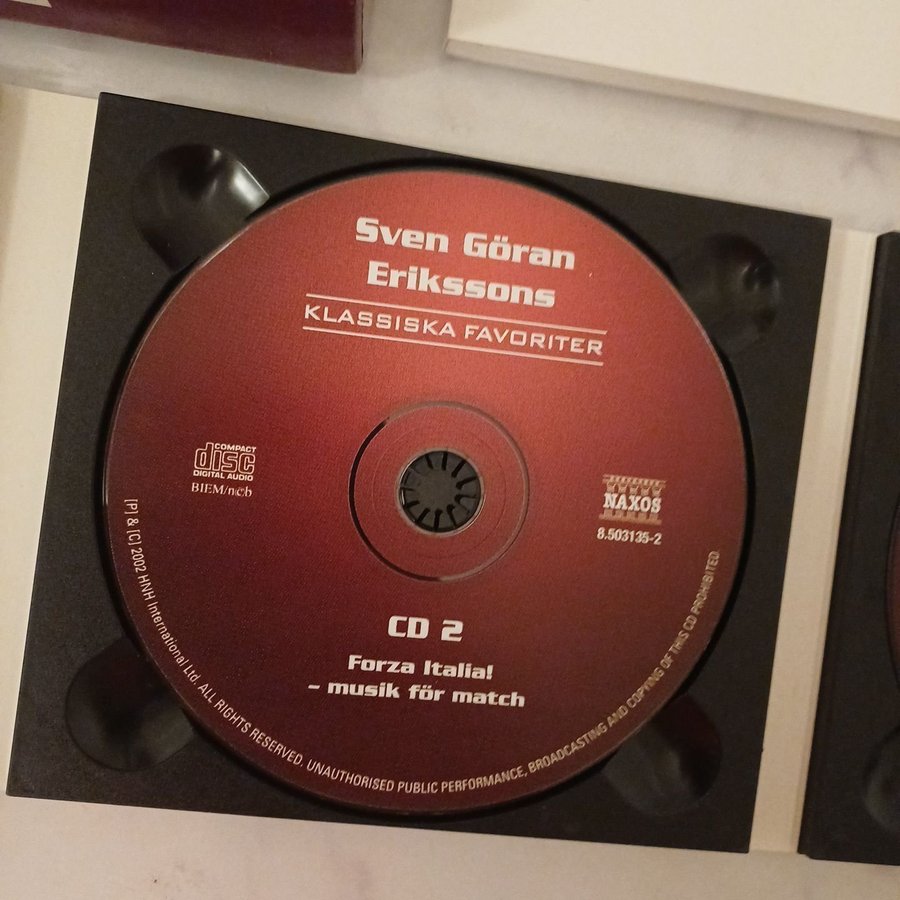 Sven Göran
Erikssons
KLASSISKA FAVORITER
COMPACT
disc
DIGITAL AUDIO
BIEM/n©b
NAXOS
8.503135-2
CD 2
Forza Italia!
– musik för match
[P] & [C] 2002 HNH International Ltd. ALL RIGHTS RESERVED. UNAUTHORISED PUBLIC PERFORMANCE, BROADCASTING AND COPYING OF THIS CD PROHIBITED